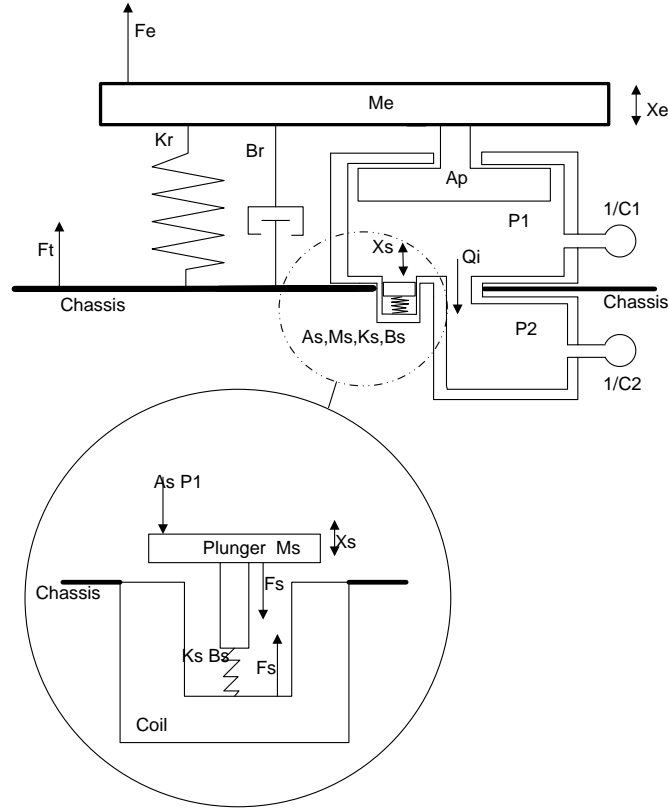 Fe
Me
Xe
Kr
Br
Ap
P1
1/C1
Ft
Xs
Qi
Chassis
Chassis
As,Ms,Ks,Bs
P2
1/C2
As P1
Plunger Ms
Xs
Chassis
Fs
Ks Bs
Fs
Coil